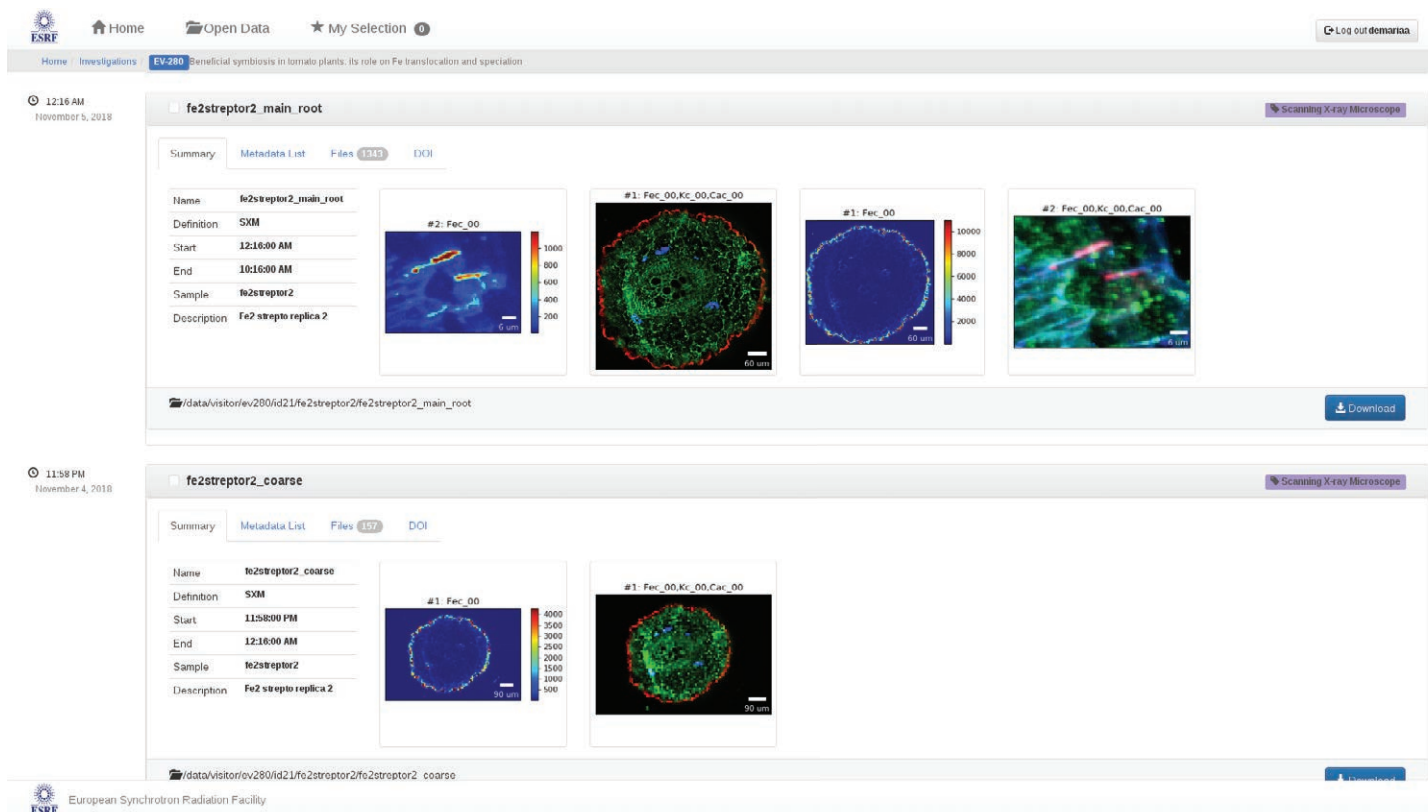 ESRF
Home
Open Data
My Selection 0
Log out demariaa
Home / Investigations / EV-280 Beneficial symbiosis in tomato plants: its role on Fe translocation and speciation
12:16 AM
November 5, 2018
fe2streptor2_main_root
Scanning X-ray Microscope
Summary Metadata List Files 1343 DOI
Name fe2streptor2_main_root
Definition SXM
Start 12:16:00 AM
End 10:16:00 AM
Sample fe2streptor2
Description Fe2 strepto replica 2
#2: Fec_00
1000
800
600
400
200
6 um
#1: Fec_00,Kc_00,Cac_00
60 um
#1: Fec_00
10000
8000
6000
4000
2000
60 um
#2: Fec_00,Kc_00,Cac_00
6 um
/data/visitor/ev280/id21/fe2streptor2/fe2streptor2_main_root
Download
11:58 PM
November 4, 2018
fe2streptor2_coarse
Scanning X-ray Microscope
Summary Metadata List Files 157 DOI
Name fe2streptor2_coarse
Definition SXM
Start 11:58:00 PM
End 12:16:00 AM
Sample fe2streptor2
Description Fe2 strepto replica 2
#1: Fec_00
4000
3500
3000
2500
2000
1500
1000
500
90 um
#1: Fec_00,Kc_00,Cac_00
90 um
/data/visitor/ev280/id21/fe2streptor2/fe2streptor2_coarse
Download
ESRF
European Synchrotron Radiation Facility